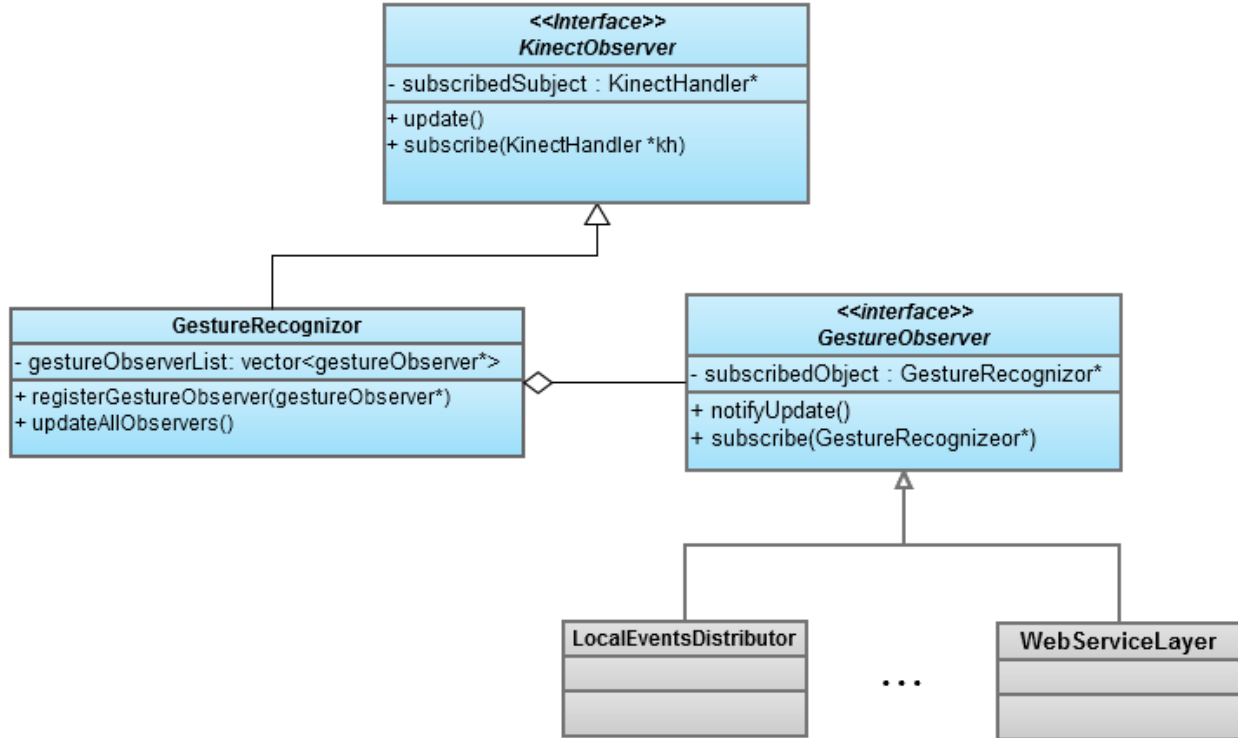 <<Interface>>
KinectObserver
- subscribedSubject : KinectHandler*
+ update()
+ subscribe(KinectHandler *kh)
GestureRecognizor
- gestureObserverList: vector<gestureObserver*>
+ registerGestureObserver(gestureObserver*)
+ updateAllObservers()
<<interface>>
GestureObserver
- subscribedObject : GestureRecognizor*
+ notifyUpdate()
+ subscribe(GestureRecognizeor*)
LocalEventsDistributor
...
WebServiceLayer